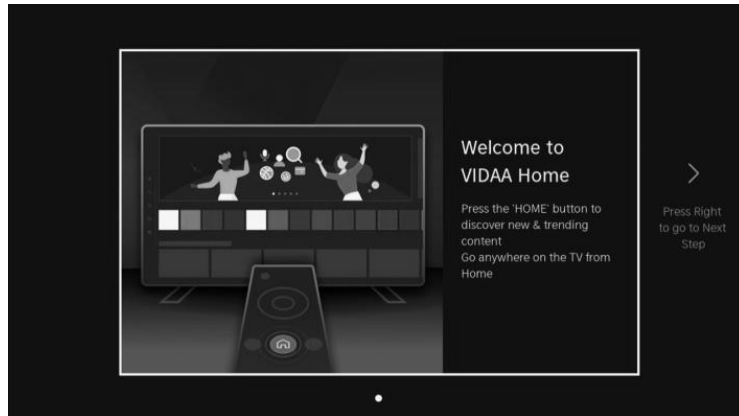 Welcome to
VIDAA Home
Press the 'HOME' button to
discover new & trending
content
Go anywhere on the TV from
Home
Press Right
to go to Next
Step